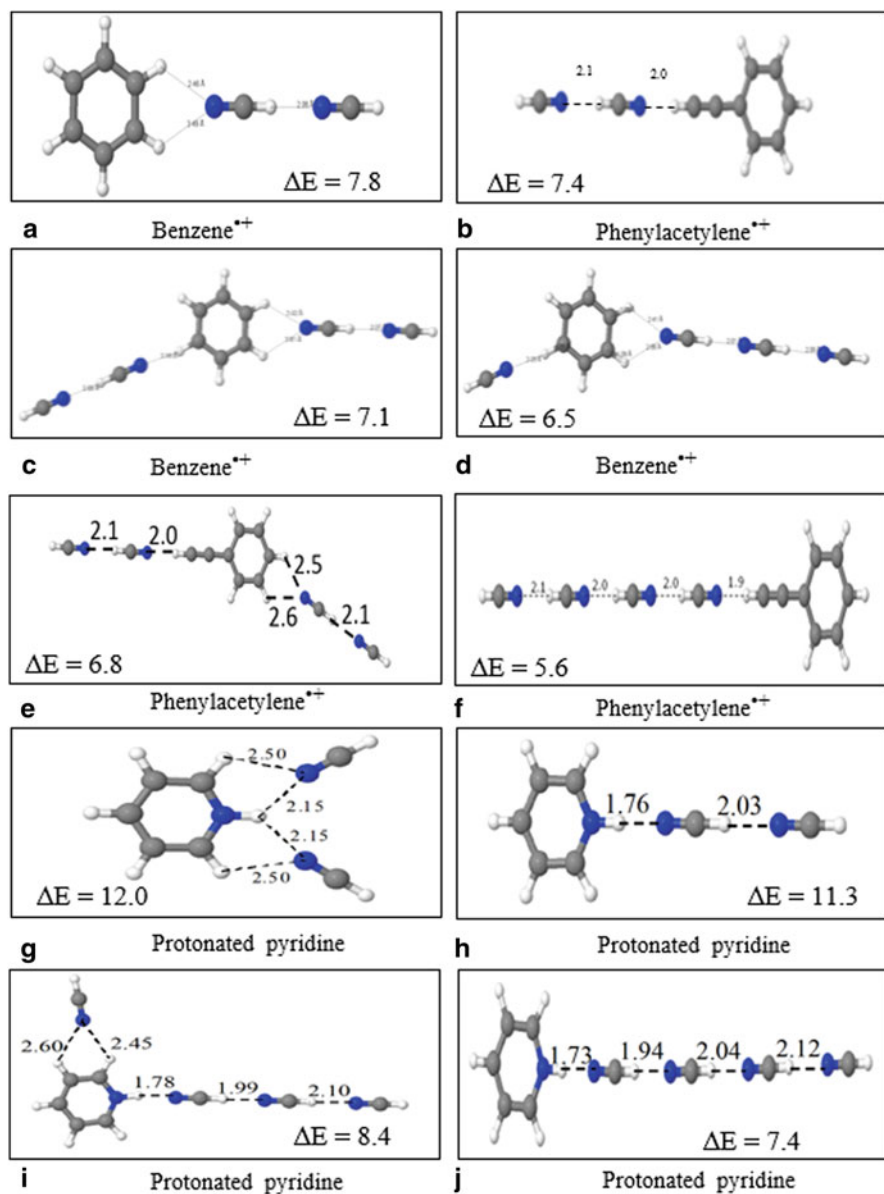 ΔE = 7.8
a
Benzene•+
2.1
2.0
ΔE = 7.4
b
Phenylacetylene•+
ΔE = 7.1
c
Benzene•+
ΔE = 6.5
d
Benzene•+
2.1
2.0
2.5
2.6
2.1
ΔE = 6.8
e
Phenylacetylene•+
2.1
2.0
2.0
1.9
ΔE = 5.6
f
Phenylacetylene•+
2.50
2.15
2.15
2.50
ΔE = 12.0
g
Protonated pyridine
1.76
2.03
ΔE = 11.3
h
Protonated pyridine
2.60
2.45
1.78
1.99
2.10
ΔE = 8.4
i
Protonated pyridine
1.73
1.94
2.04
2.12
ΔE = 7.4
j
Protonated pyridine